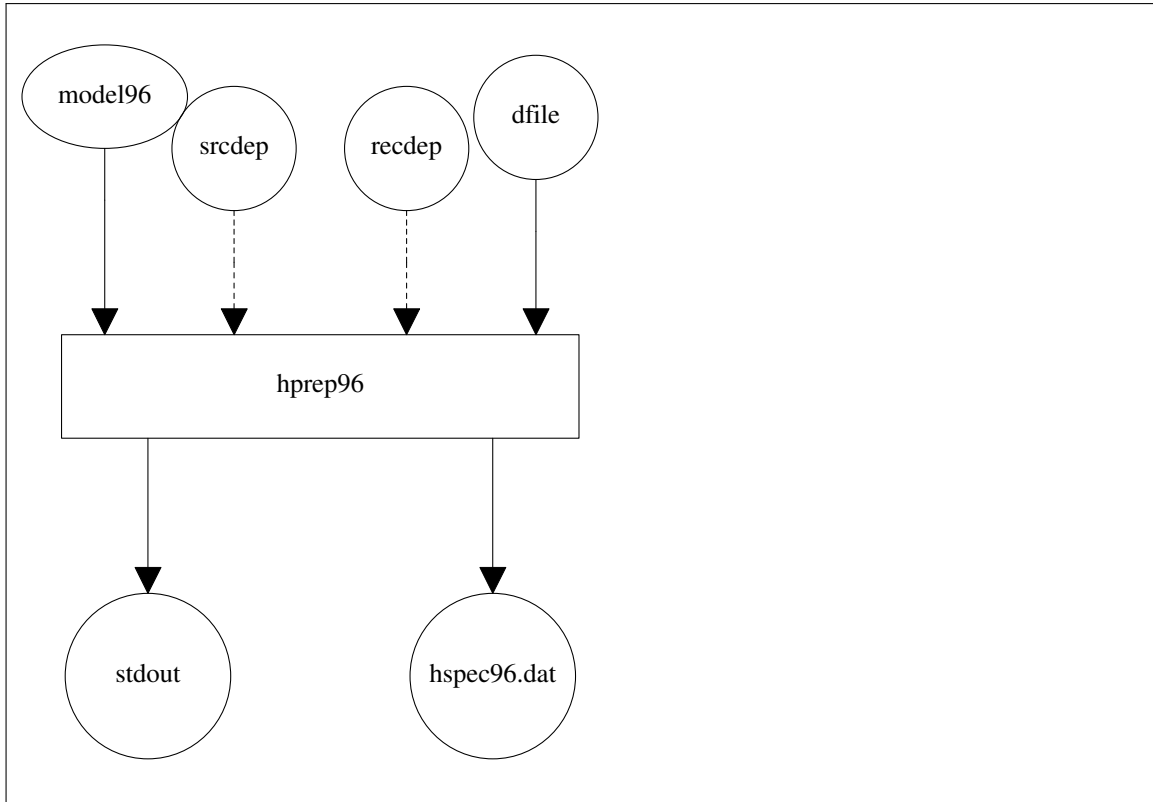 model96
srcdep
recdep
dfile
hprep96
stdout
hspec96.dat